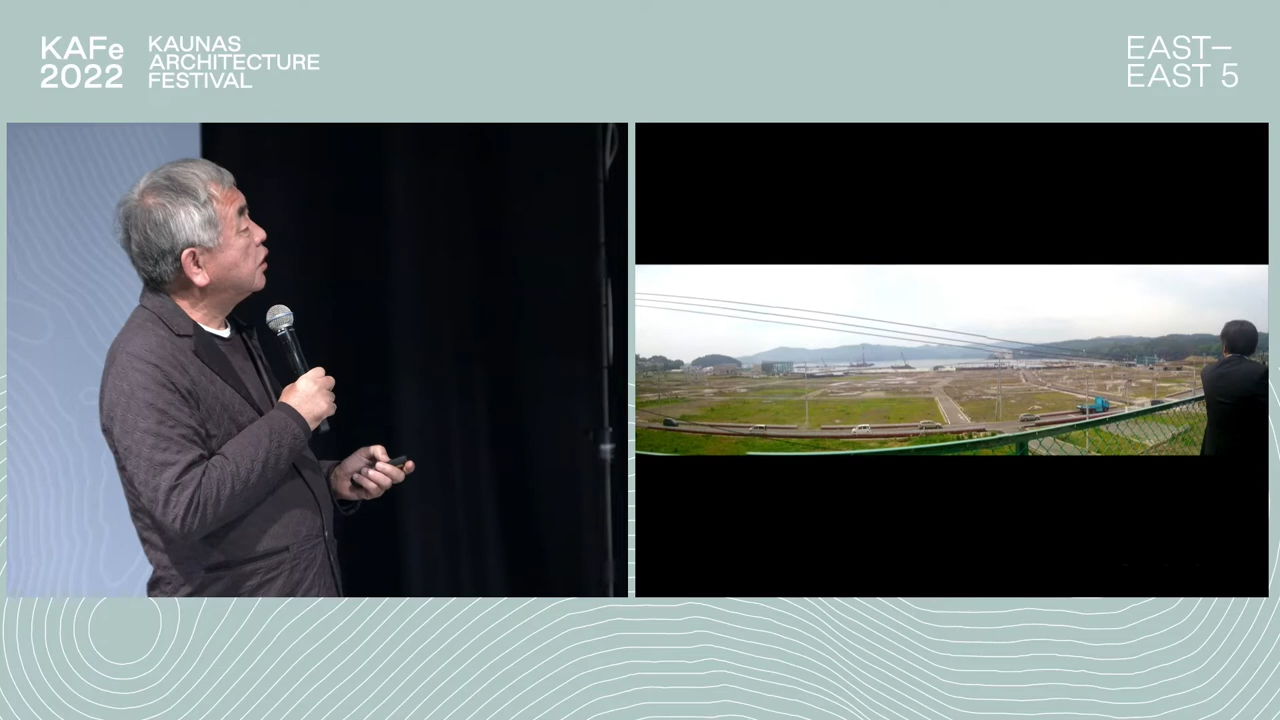 KAFe
2022
KAUNAS
ARCHITECTURE
FESTIVAL
EAST–
EAST 5